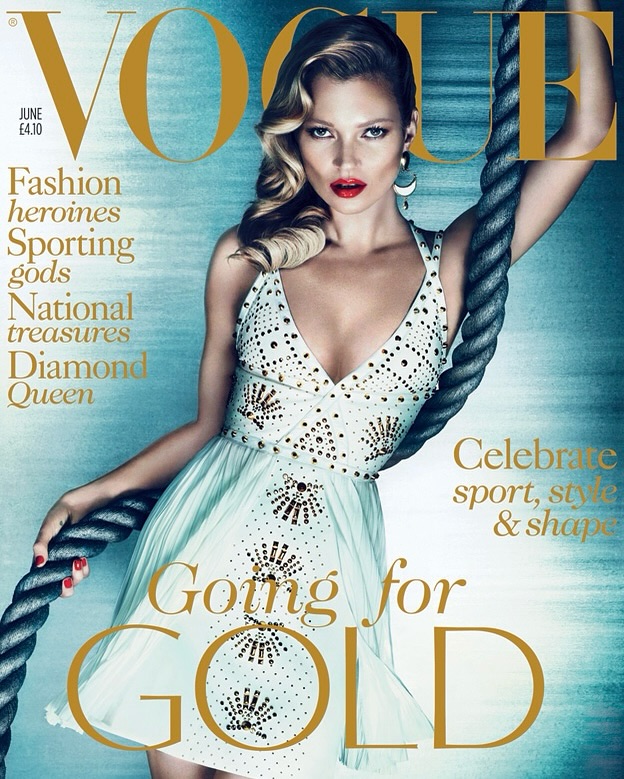 VOGUE
®
JUNE
£4.10
Fashion
heroines
Sporting
gods
National
treasures
Diamond
Queen
Celebrate
sport, style
& shape
Going for
GOLD